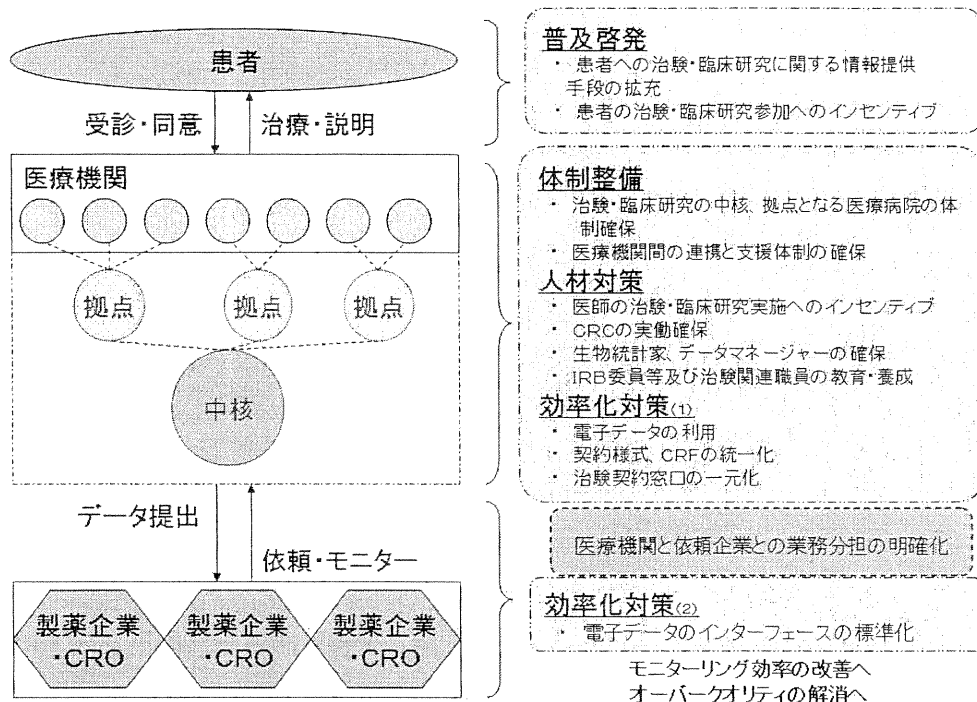 患者
受診・同意
治療・説明
医療機関
拠点
拠点
拠点
中核
データ提出
依頼・モニター
製薬企業
・CRO
製薬企業
・CRO
製薬企業
・CRO
普及啓発
・ 患者への治験・臨床研究に関する情報提供
手段の拡充
・ 患者の治験・臨床研究参加へのインセンティブ
体制整備
・ 治験・臨床研究の中核、拠点となる医療病院の体
制確保
・ 医療機関間の連携と支援体制の確保
人材対策
・ 医師の治験・臨床研究実施へのインセンティブ
・ CRCの実働確保
・ 生物統計家、データマネージャーの確保
・ IRB委員等及び治験関連職員の教育・養成
効率化対策(1)
・ 電子データの利用
・ 契約様式、CRFの統一化
・ 治験契約窓口の一元化
医療機関と依頼企業との業務分担の明確化
効率化対策(2)
・ 電子データのインターフェースの標準化
モニターリング効率の改善へ
オーバークオリティの解消へ